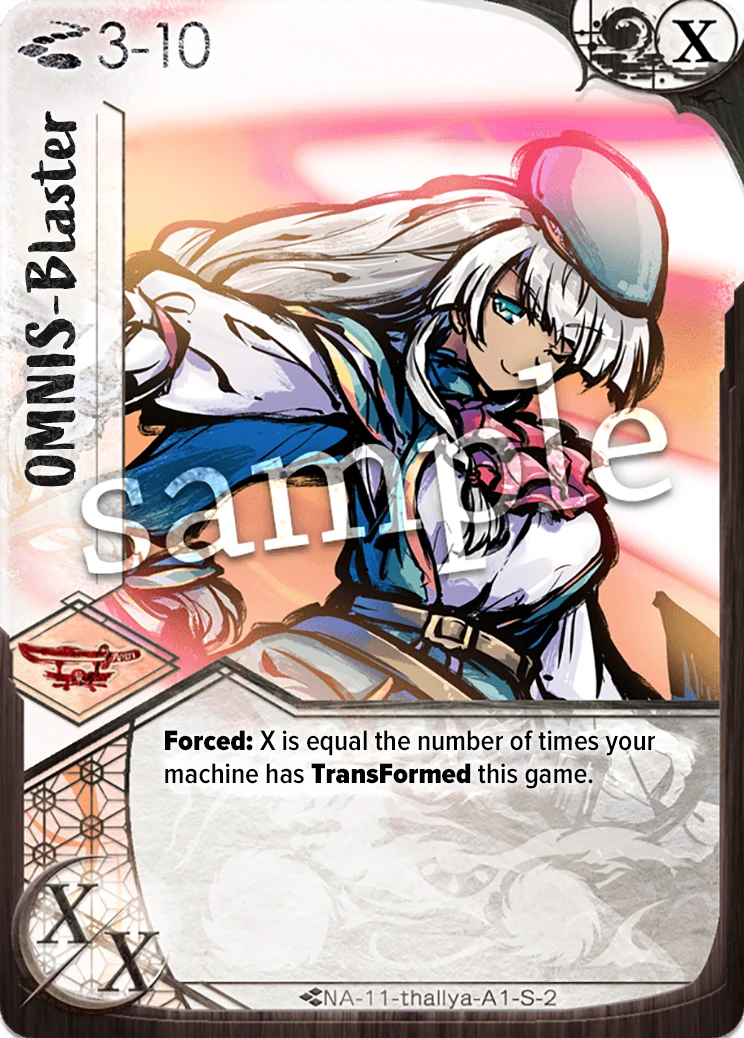 3-10
X
OMNIS-Blaster
sample
Forced: X is equal the number of times your
machine has TransFormed this game.
X/X
NA-11-thallya-A1-S-2